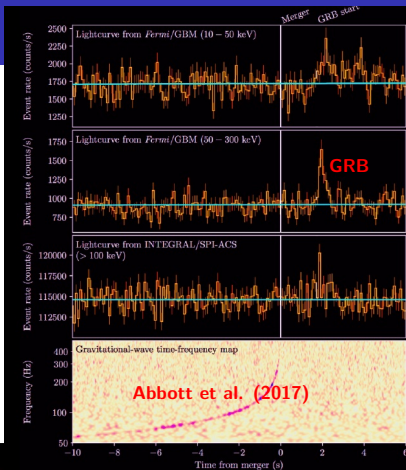 Merger
GRB start
Lightcurve from Fermi/GBM (10 − 50 keV)
Event rate (counts/s)
2500
2250
2000
1750
1500
1250
Lightcurve from Fermi/GBM (50 − 300 keV)
GRB
Event rate (counts/s)
1750
1500
1250
1000
750
Lightcurve from INTEGRAL/SPI-ACS
(> 100 keV)
Event rate (counts/s)
120000
117500
115000
112500
Gravitational-wave time-frequency map
Abbott et al. (2017)
Frequency (Hz)
400
300
200
100
50
−10 −8 −6 −4 −2 0 2 4 6
Time from merger (s)